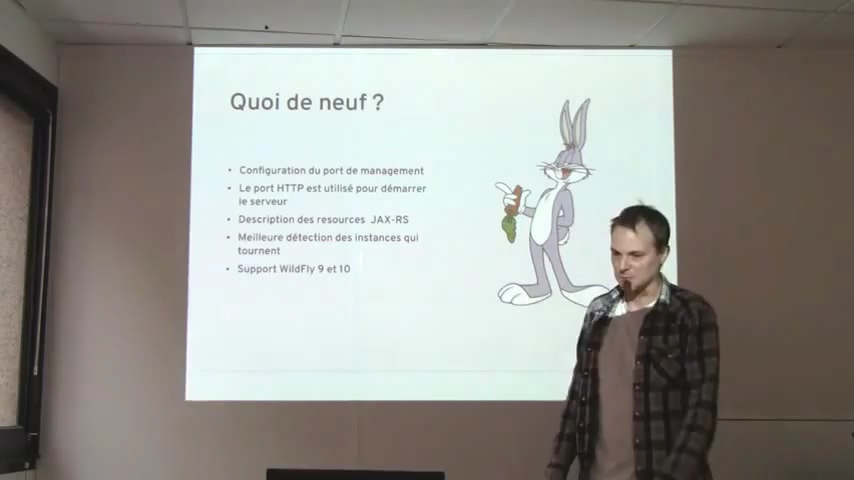 Quoi de neuf ?
• Configuration du port de management
• Le port HTTP est utilisé pour démarrer
le serveur
• Description des resources JAX-RS
• Meilleure détection des instances qui
tournent
• Support WildFly 9 et 10